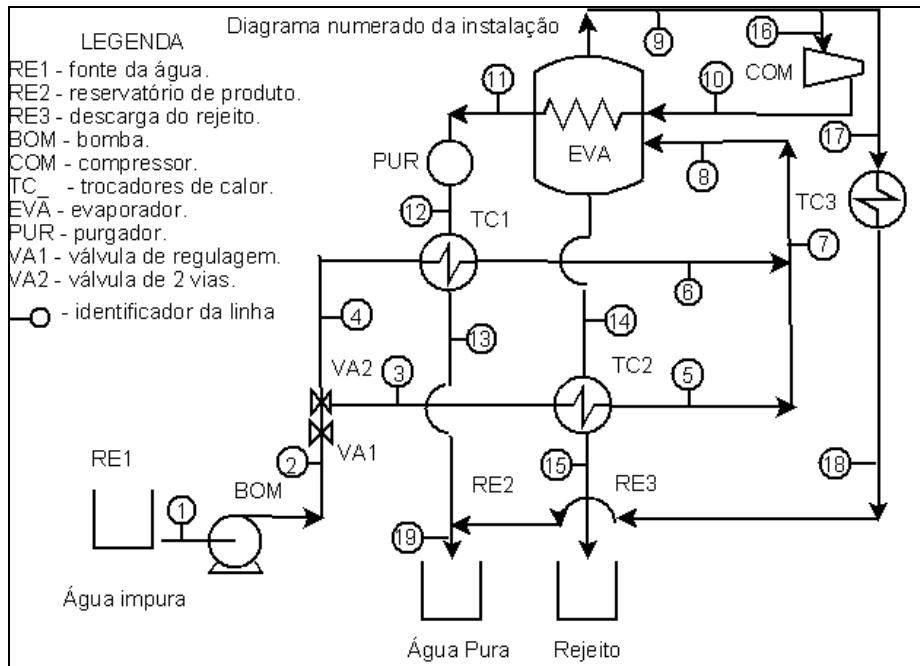 Diagrama numerado da instalação
LEGENDA
RE1 - fonte da água.
RE2 - reservatório de produto.
RE3 - descarga do rejeito.
BOM - bomba.
COM - compressor.
TC_ - trocadores de calor.
EVA - evaporador.
PUR - purgador.
VA1 - válvula de regulagem.
VA2 - válvula de 2 vias.
- identificador da linha
9
16
COM
11
10
EVA
17
PUR
8
TC3
12
TC1
7
6
4
13
14
VA2
3
TC2
5
2
VA1
15
18
RE1
BOM
RE2
RE3
1
19
Água impura
Água Pura
Rejeito